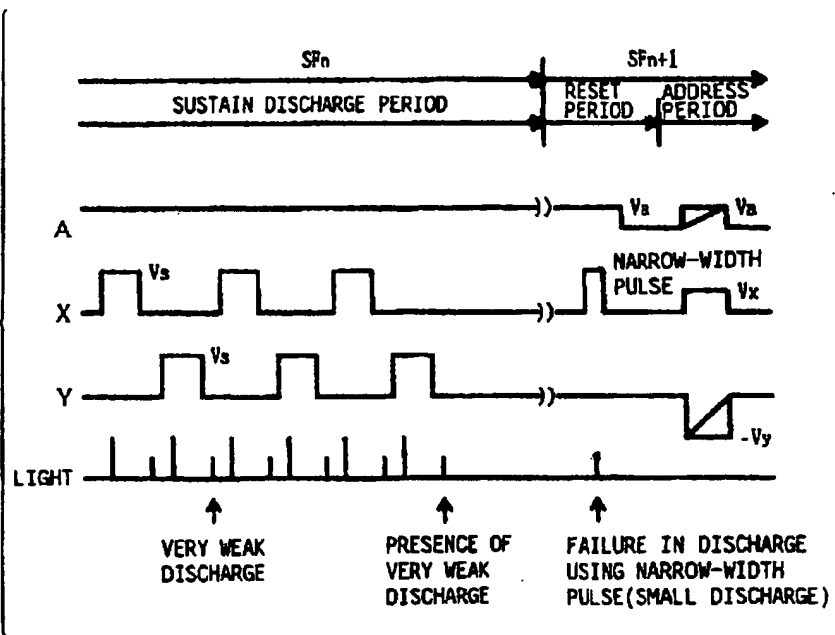 SFn
SFn+1
SUSTAIN DISCHARGE PERIOD
RESET PERIOD
ADDRESS PERIOD
A
Va
Va
X
Vs
NARROW-WIDTH
PULSE
Vx
Y
Vs
-Vy
LIGHT
VERY WEAK
DISCHARGE
PRESENCE OF
VERY WEAK
DISCHARGE
FAILURE IN DISCHARGE
USING NARROW-WIDTH
PULSE(SMALL DISCHARGE)